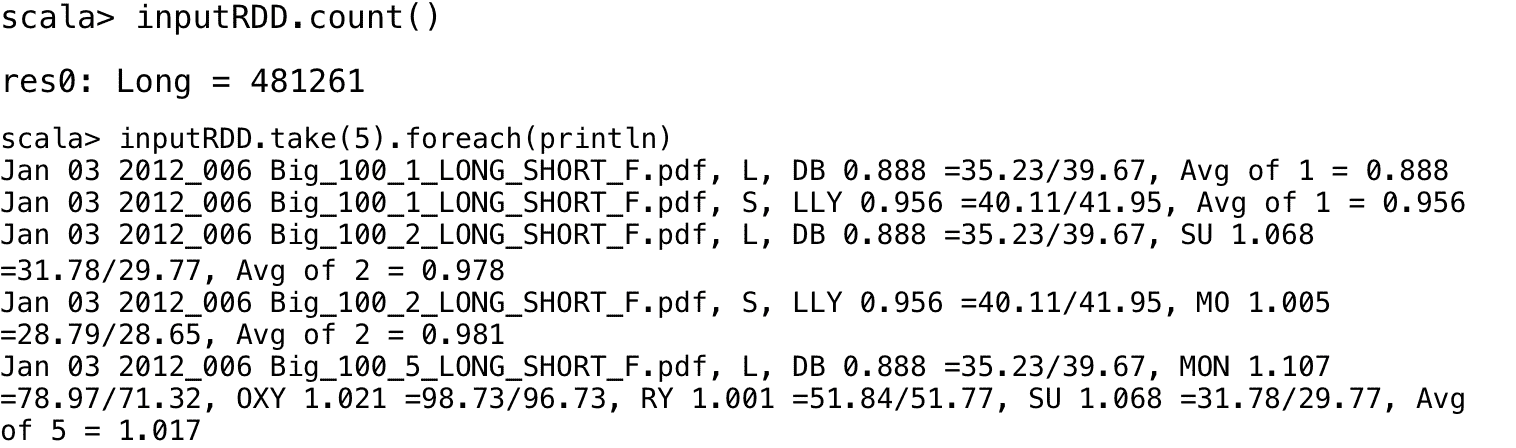 scala> inputRDD.count()
res0: Long = 481261
scala> inputRDD.take(5).foreach(println)
Jan 03 2012_006 Big_100_1_LONG_SHORT_F.pdf, L, DB 0.888 =35.23/39.67, Avg of 1 = 0.888
Jan 03 2012_006 Big_100_1_LONG_SHORT_F.pdf, S, LLY 0.956 =40.11/41.95, Avg of 1 = 0.956
Jan 03 2012_006 Big_100_2_LONG_SHORT_F.pdf, L, DB 0.888 =35.23/39.67, SU 1.068
=31.78/29.77, Avg of 2 = 0.978
Jan 03 2012_006 Big_100_2_LONG_SHORT_F.pdf, S, LLY 0.956 =40.11/41.95, MO 1.005
=28.79/28.65, Avg of 2 = 0.981
Jan 03 2012_006 Big_100_5_LONG_SHORT_F.pdf, L, DB 0.888 =35.23/39.67, MON 1.107
=78.97/71.32, OXY 1.021 =98.73/96.73, RY 1.001 =51.84/51.77, SU 1.068 =31.78/29.77, Avg
of 5 = 1.017